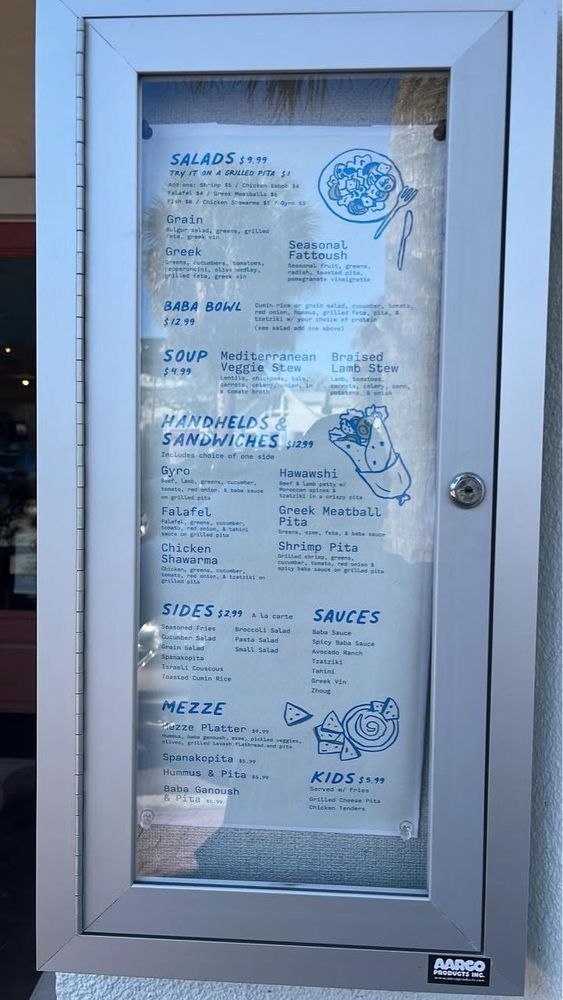 SALADS $9.99
TRY IT ON A GRILLED PITA $1
Add ons: Shrimp $5 / Chicken Kabob $4
Falafel $4 / Greek Meatballs $6
Fish $8 / Chicken Shawarma $5 / Gyro $5
Grain
Bulgur salad, greens, grilled
feta, greek vin
Greek
Greens, cucumbers, tomatoes,
pepperoncini, olive medley,
grilled feta, greek vin
Seasonal
Fattoush
Seasonal fruit, greens,
radish, toasted pita,
pomegranate vinaigrette
BABA BOWL
$12.99
Cumin rice or grain salad, cucumber, tomato,
red onion, hummus, grilled feta, pita, &
tzatziki w/ your choice of protein
(see salad add ons above)
SOUP
$4.99
Mediterranean
Veggie Stew
Lentils, chickpeas, kale,
carrots, celery, onion, in
a tomato broth
Braised
Lamb Stew
Lamb, tomatoes,
carrots, celery, corn,
potatoes, & onion
HANDHELDS &
SANDWICHES $12.99
Includes choice of one side
Gyro
Beef, lamb, greens, cucumber,
tomato, red onion, & baba sauce
on grilled pita
Falafel
Falafel, greens, cucumber,
tomato, red onion, & tahini
sauce on grilled pita
Chicken
Shawarma
Chicken, greens, cucumber,
tomato, red onion, & tzatziki on
grilled pita
Hawawshi
Beef & lamb patty w/
Moroccan spices &
tzatziki in a crispy pita
Greek Meatball
Pita
Greens, ezme, feta, & baba sauce
Shrimp Pita
Grilled shrimp, greens,
cucumber, tomato, red onion &
spicy baba sauce on grilled pita
SIDES $2.99 A la carte
Seasoned Fries
Cucumber Salad
Grain Salad
Spanakopita
Israeli Couscous
Toasted Cumin Rice
Broccoli Salad
Pasta Salad
Small Salad
SAUCES
Baba Sauce
Spicy Baba Sauce
Avocado Ranch
Tzatziki
Tahini
Greek Vin
Zhoug
MEZZE
Mezze Platter $9.99
Hummus, baba ganoush, ezme, pickled veggies,
olives, grilled lavash flatbread and pita
Spanakopita $5.99
Hummus & Pita $5.99
Baba Ganoush
& Pita $5.99
KIDS $5.99
Served w/ fries
Grilled Cheese Pita
Chicken Tenders
AARCO
PRODUCTS INC.